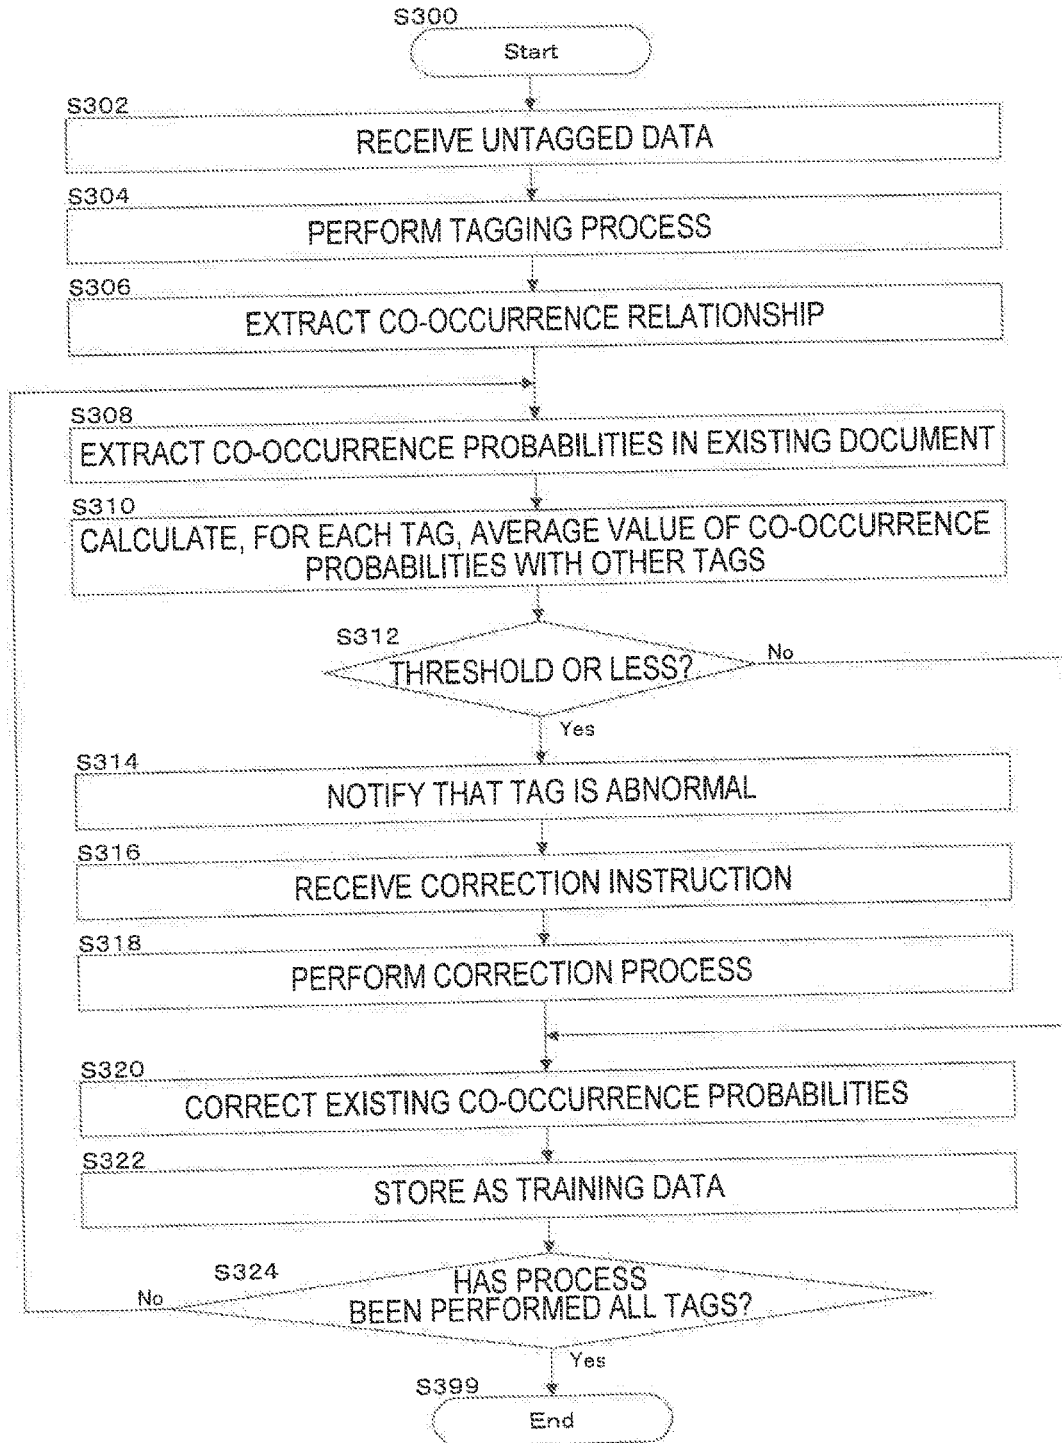 S300
Start
S302
RECEIVE UNTAGGED DATA
S304
PERFORM TAGGING PROCESS
S306
EXTRACT CO-OCCURRENCE RELATIONSHIP
S308
EXTRACT CO-OCCURRENCE PROBABILITIES IN EXISTING DOCUMENT
S310
CALCULATE, FOR EACH TAG, AVERAGE VALUE OF CO-OCCURRENCE
PROBABILITIES WITH OTHER TAGS
S312
THRESHOLD OR LESS?
No
Yes
S314
NOTIFY THAT TAG IS ABNORMAL
S316
RECEIVE CORRECTION INSTRUCTION
S318
PERFORM CORRECTION PROCESS
S320
CORRECT EXISTING CO-OCCURRENCE PROBABILITIES
S322
STORE AS TRAINING DATA
S324
HAS PROCESS
BEEN PERFORMED ALL TAGS?
No
Yes
S399
End